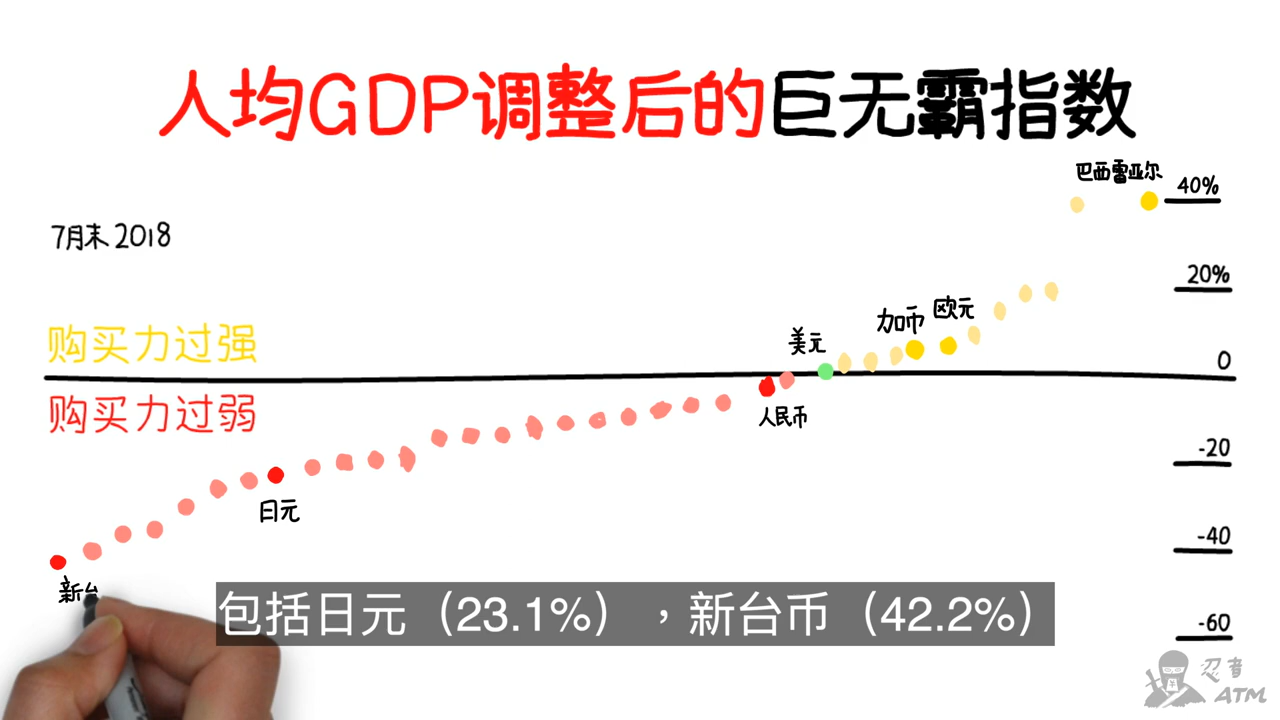 人均GDP调整后的巨无霸指数
巴西雷亚尔
40%
7月末 2018
20%
购买力过强
美元
加币
欧元
0
购买力过弱
人民币
-20
日元
-40
新台
包括日元（23.1%），新台币（42.2%）
-60
忍者
ATM